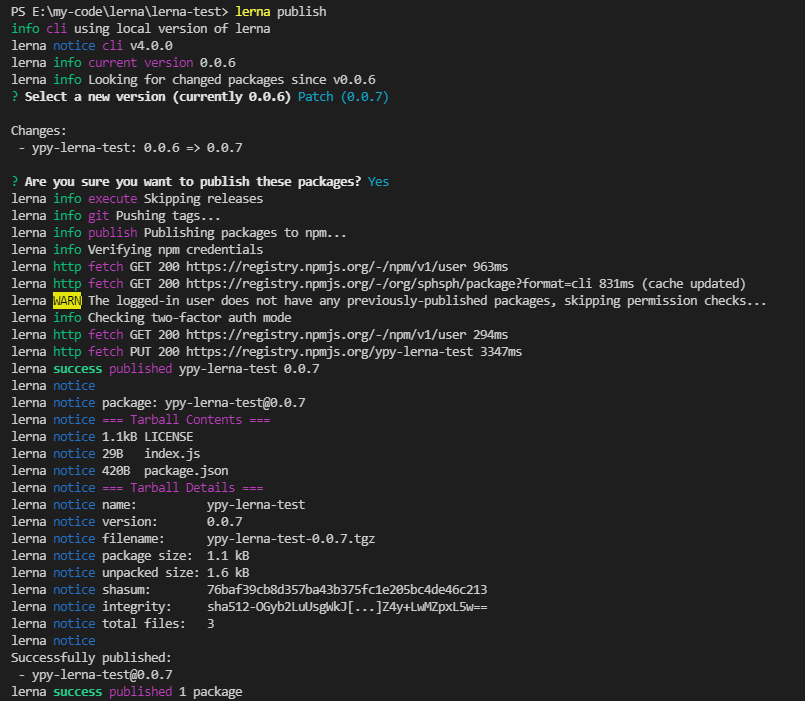 PS E:\my-code\lerna\lerna-test> lerna publish
info cli using local version of lerna
lerna notice cli v4.0.0
lerna info current version 0.0.6
lerna info Looking for changed packages since v0.0.6
? Select a new version (currently 0.0.6) Patch (0.0.7)
Changes:
- ypy-lerna-test: 0.0.6 => 0.0.7
? Are you sure you want to publish these packages? Yes
lerna info execute Skipping releases
lerna info git Pushing tags...
lerna info publish Publishing packages to npm...
lerna info Verifying npm credentials
lerna http fetch GET 200 https://registry.npmjs.org/-/npm/v1/user 963ms
lerna http fetch GET 200 https://registry.npmjs.org/-/org/sphsph/package?format=cli 831ms (cache updated)
lerna WARN The logged-in user does not have any previously-published packages, skipping permission checks...
lerna info Checking two-factor auth mode
lerna http fetch GET 200 https://registry.npmjs.org/-/npm/v1/user 294ms
lerna http fetch PUT 200 https://registry.npmjs.org/ypy-lerna-test 3347ms
lerna success published ypy-lerna-test 0.0.7
lerna notice
lerna notice package: ypy-lerna-test@0.0.7
lerna notice === Tarball Contents ===
lerna notice 1.1kB LICENSE
lerna notice 29B index.js
lerna notice 420B package.json
lerna notice === Tarball Details ===
lerna notice name: ypy-lerna-test
lerna notice version: 0.0.7
lerna notice filename: ypy-lerna-test-0.0.7.tgz
lerna notice package size: 1.1 kB
lerna notice unpacked size: 1.6 kB
lerna notice shasum: 76baf39cb8d357ba43b375fc1e205bc4de46c213
lerna notice integrity: sha512-OGyb2LuUsgWkJ[...]Z4y+LwMZpxL5w==
lerna notice total files: 3
lerna notice
Successfully published:
- ypy-lerna-test@0.0.7
lerna success published 1 package